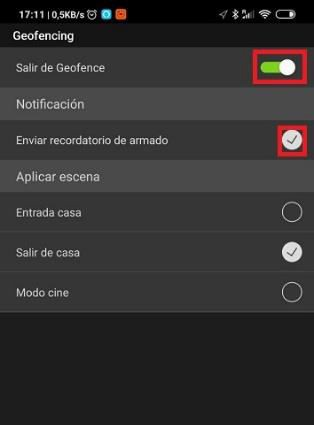 17:11 | 0,5KB/s
Geofencing
Salir de Geofence
Notificación
Enviar recordatorio de armado
Aplicar escena
Entrada casa
Salir de casa
Modo cine